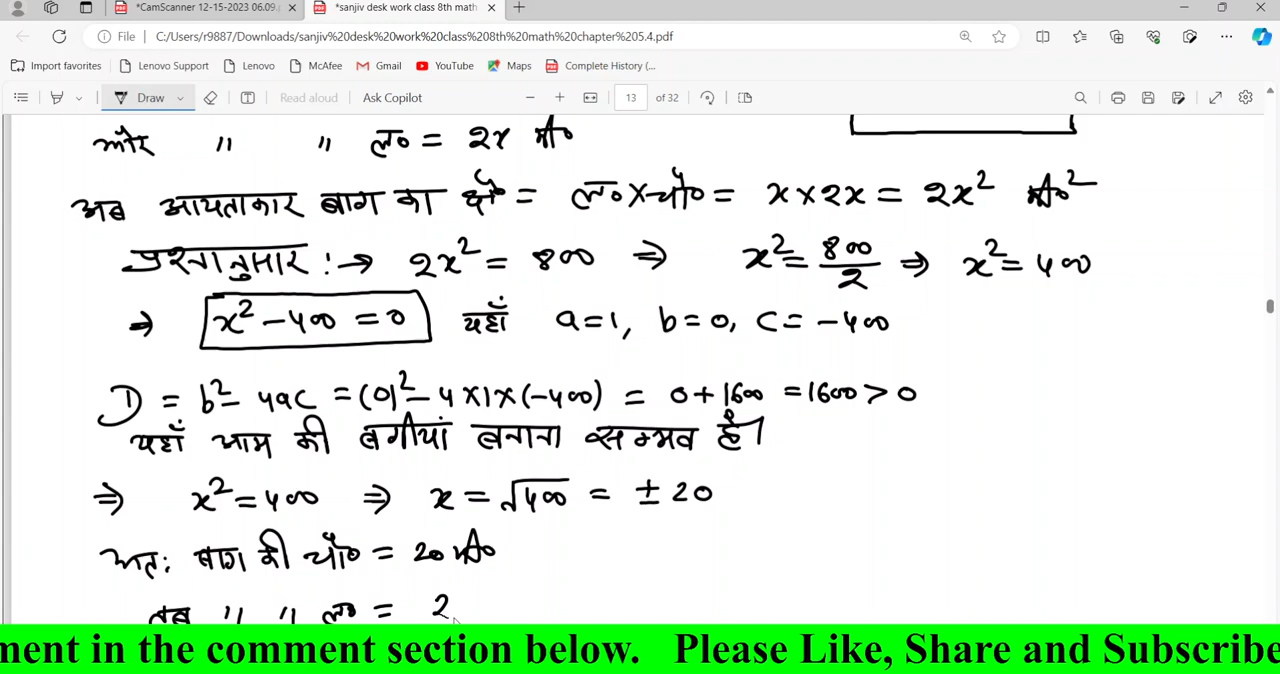 *CamScanner 12-15-2023 06.09.
*sanjiv desk work class 8th math
File C:/Users/r9887/Downloads/sanjiv%20desk%20work%20class%208th%20math%20chapter%205.4.pdf
Import favorites Lenovo Support Lenovo McAfee Gmail YouTube Maps Complete History (...
Draw Read aloud Ask Copilot 13 of 32
और " " ल० = 2x मी०
अब आयताकार बाग का क्षे० = ल० × चौ० = x × 2x = 2x² मी०²
प्रश्नानुसार :→ 2x² = 800 ⇒ x² = 800/2 ⇒ x² = 400
⇒ x² – 400 = 0 यहाँ a = 1, b = 0, c = – 400
D = b² – 4ac = (0)² – 4 × 1 × (–400) = 0 + 1600 = 1600 > 0
यहाँ आम की बगीयां बनाना सम्भव है।
⇒ x² = 400 ⇒ x = √400 = ± 20
अत: बाग की चौ० = 20 मी०
तब " " ल० = 2
ment in the comment section below. Please Like, Share and Subscribe